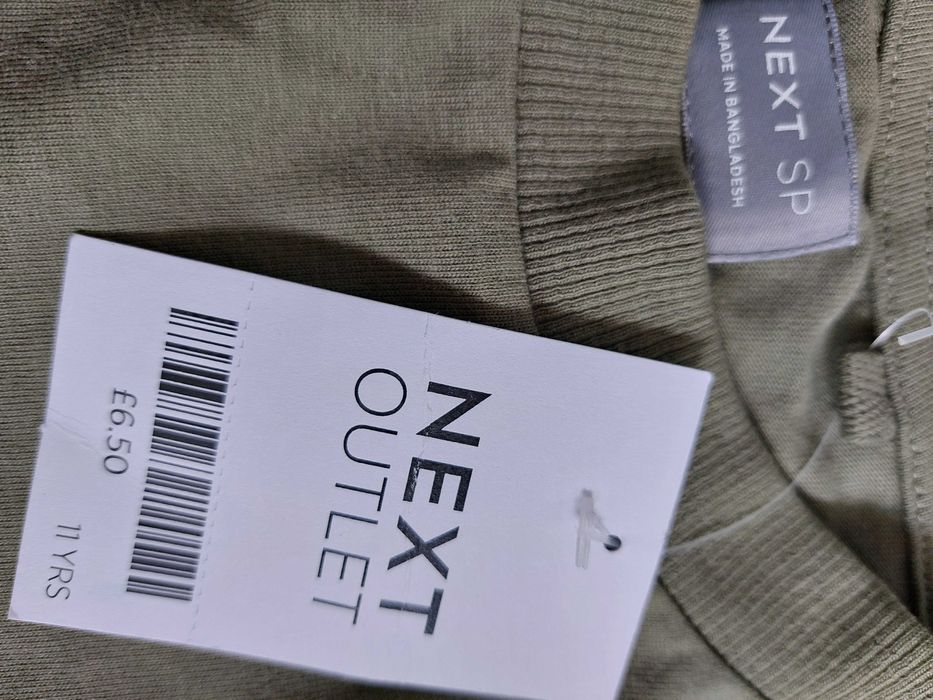 NEXT SP
MADE IN BANGLADESH
NEXT
OUTLET
£6.50
11 YRS